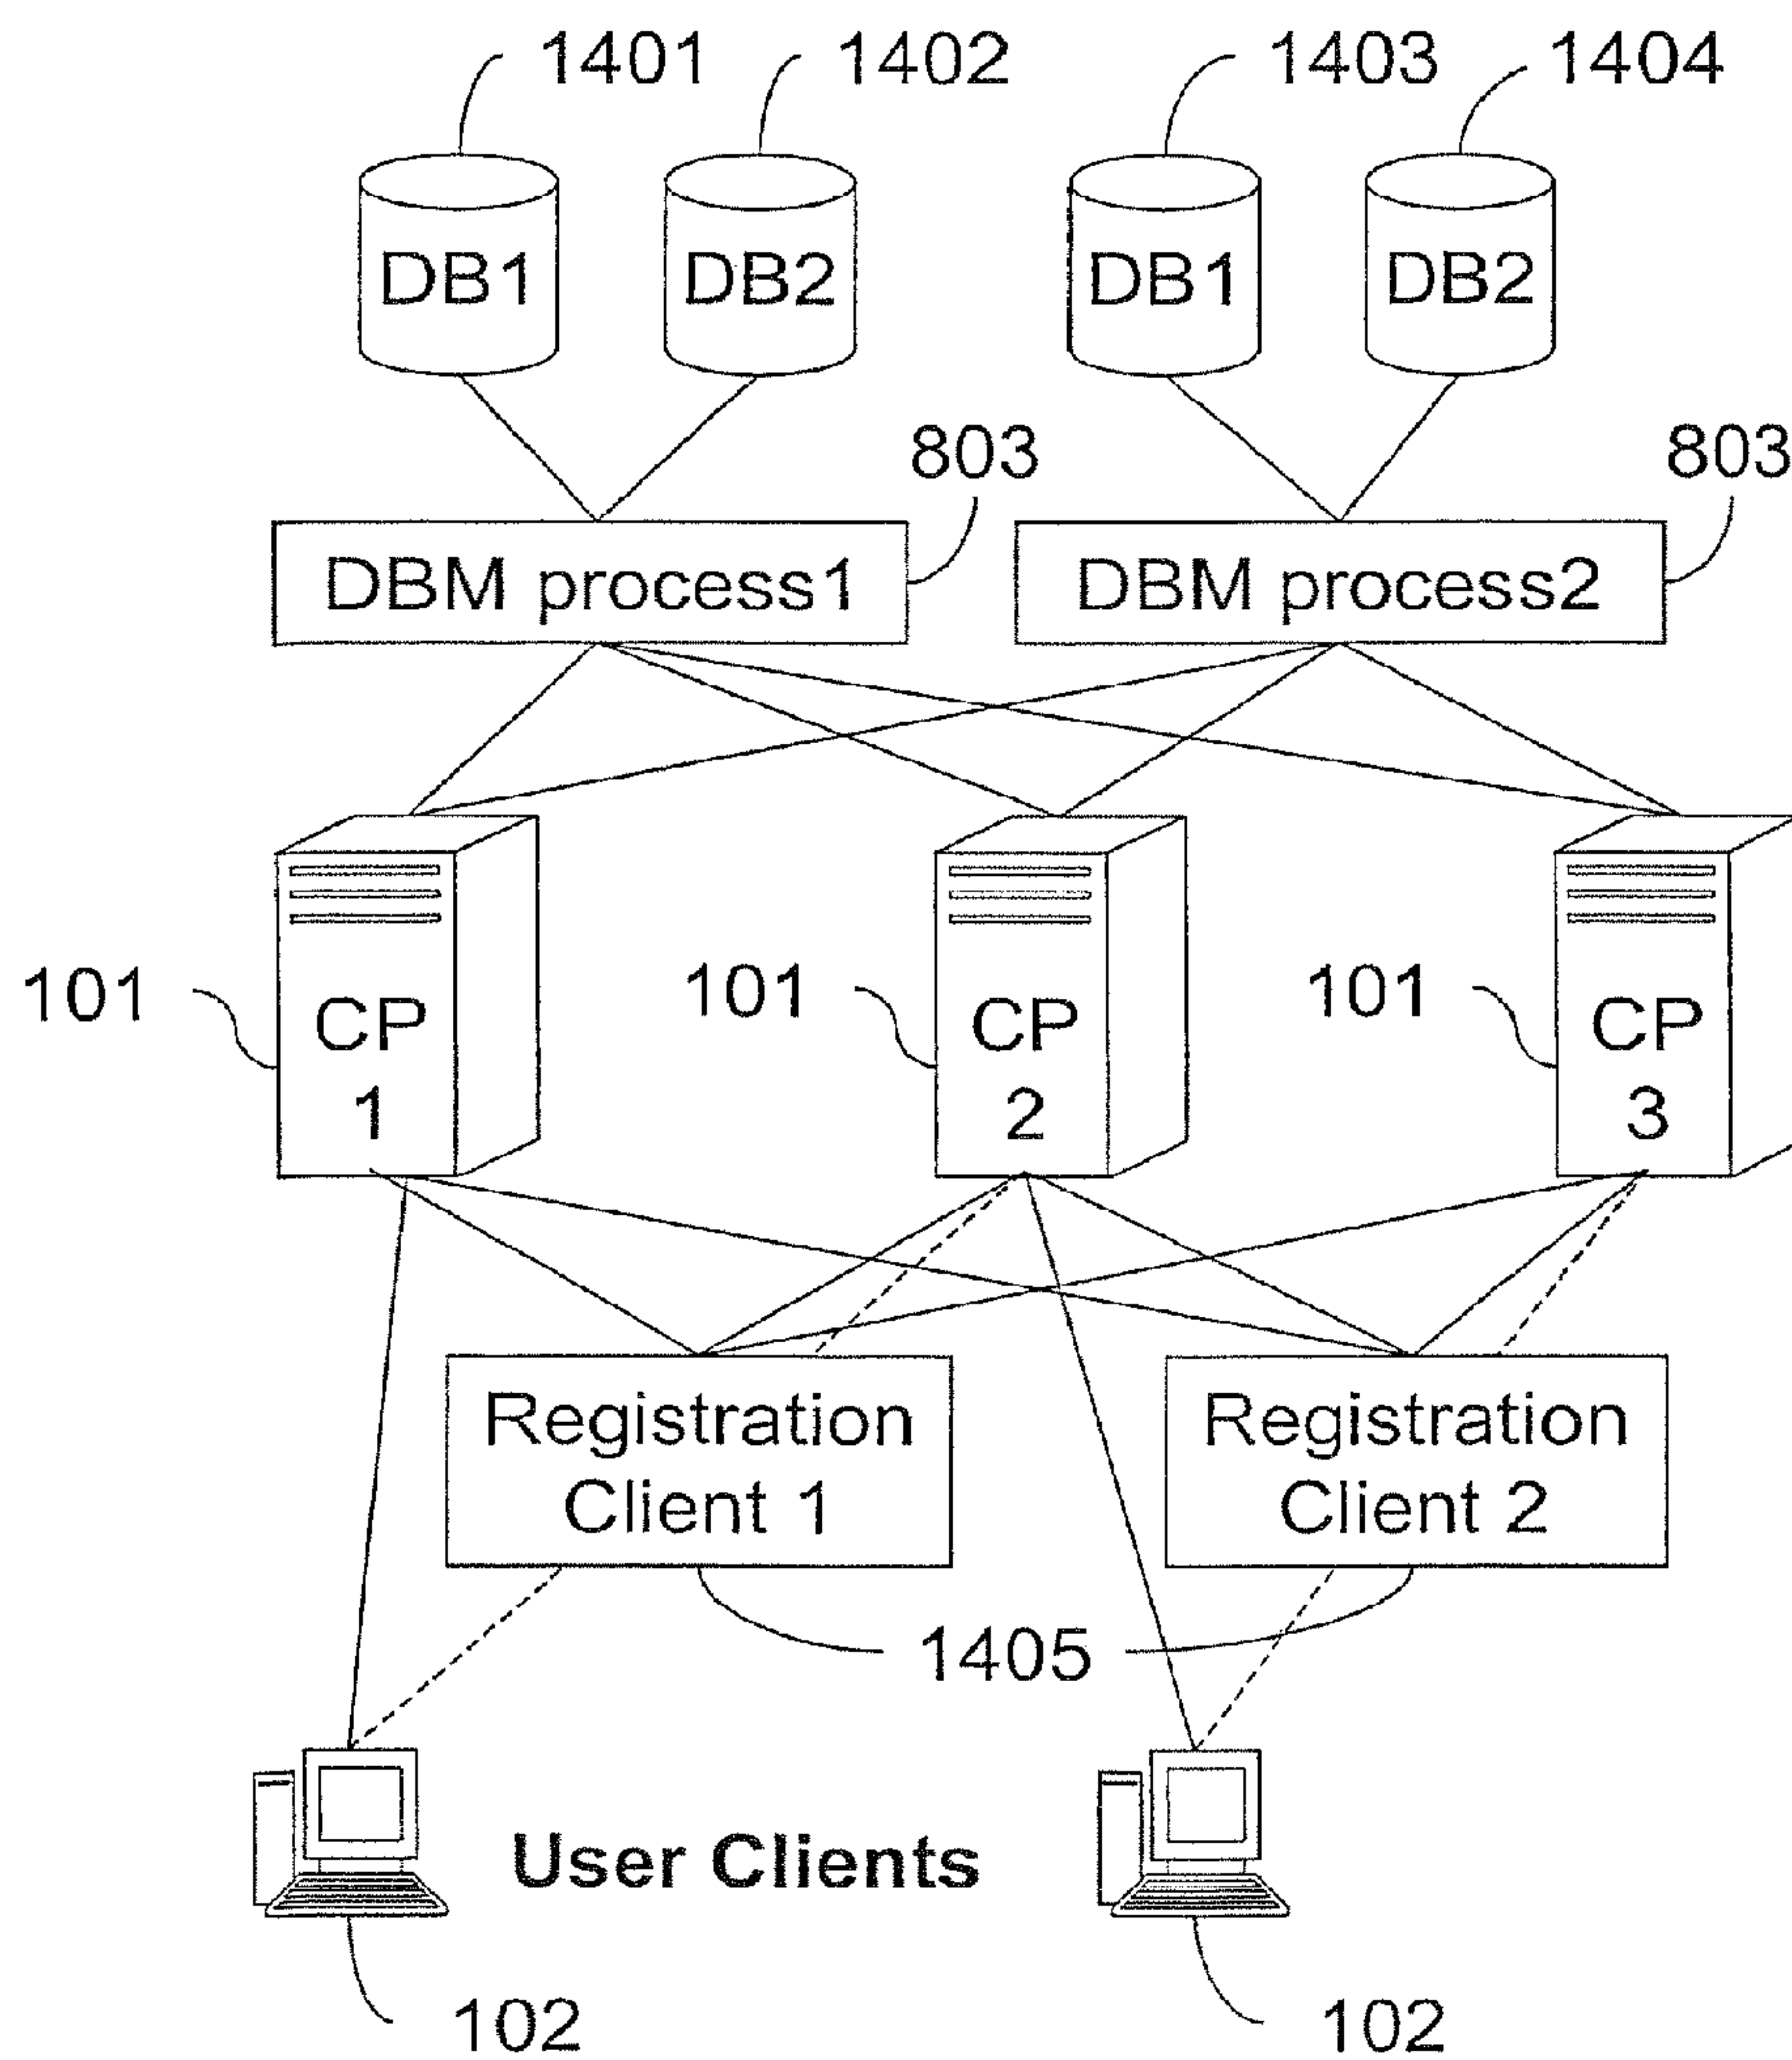 1401 1402 1403 1404
DB1 DB2 DB1 DB2
803 803
DBM process1 DBM process2
101 CP 1 101 CP 2 101 CP 3
Registration Client 1 Registration Client 2
1405
User Clients
102 102